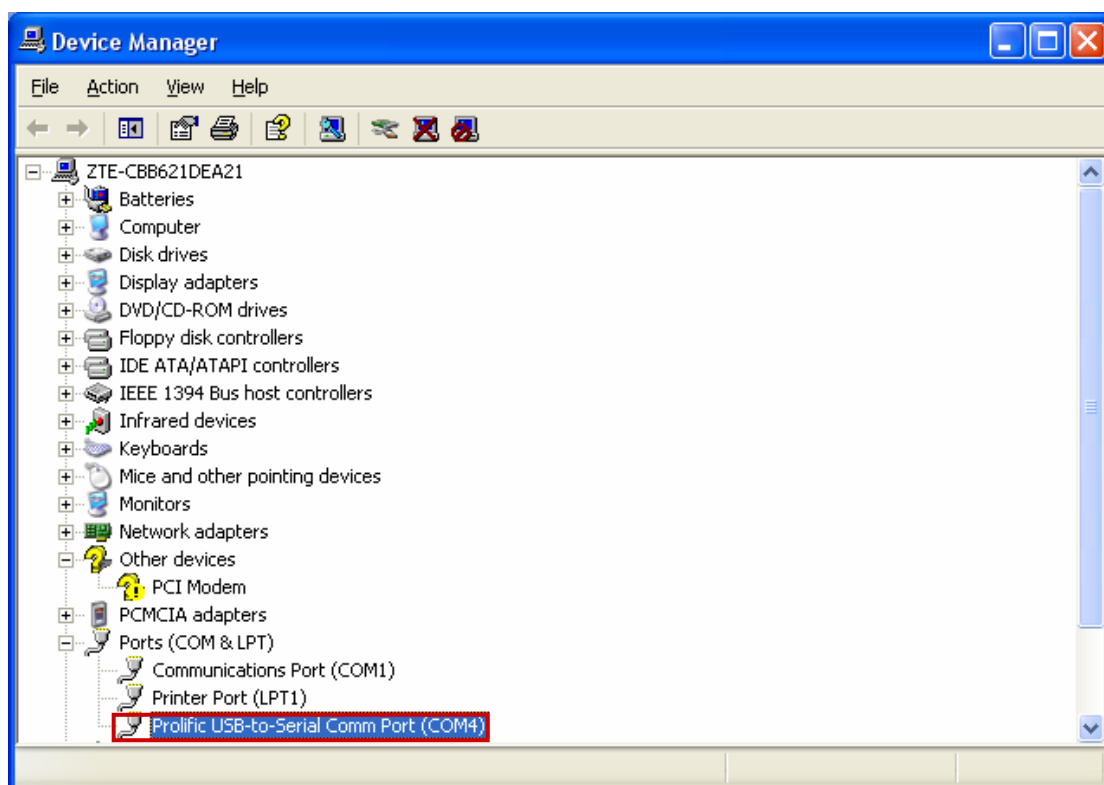 Device Manager
File Action View Help
ZTE-CBB621DEA21
Batteries
Computer
Disk drives
Display adapters
DVD/CD-ROM drives
Floppy disk controllers
IDE ATA/ATAPI controllers
IEEE 1394 Bus host controllers
Infrared devices
Keyboards
Mice and other pointing devices
Monitors
Network adapters
Other devices
PCI Modem
PCMCIA adapters
Ports (COM & LPT)
Communications Port (COM1)
Printer Port (LPT1)
Prolific USB-to-Serial Comm Port (COM4)